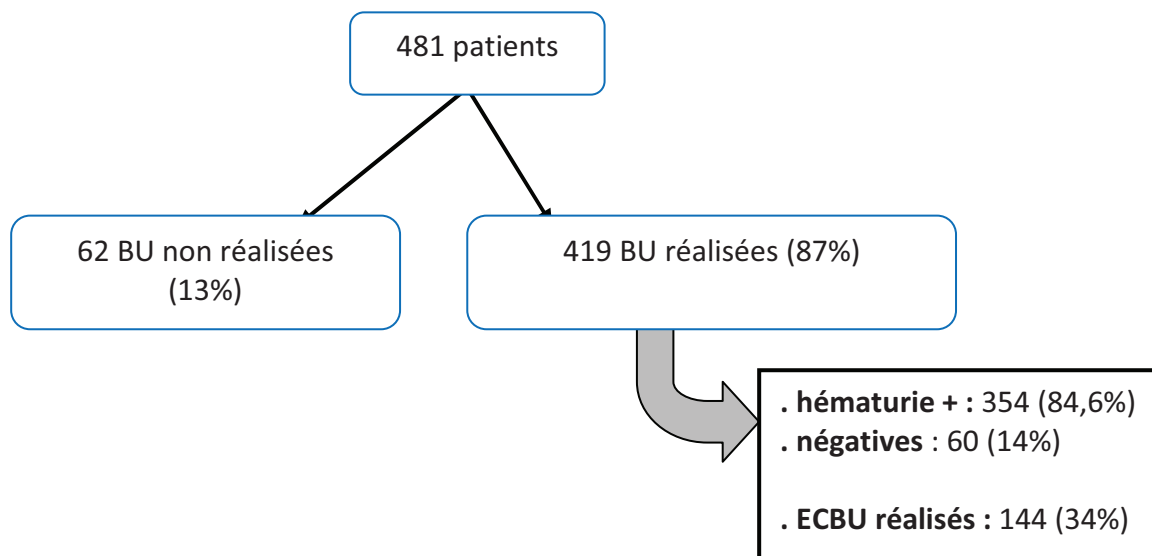 481 patients
62 BU non réalisées
(13%)
419 BU réalisées (87%)
. hématurie + : 354 (84,6%)
. négatives : 60 (14%)
. ECBU réalisés : 144 (34%)